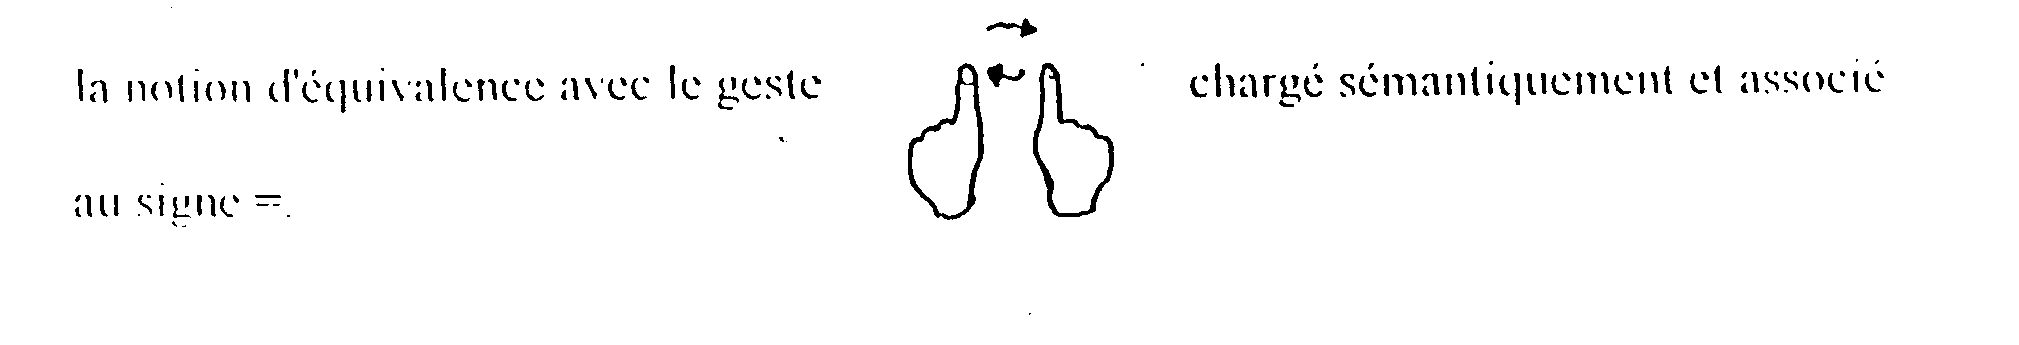 la notion d'équivalence avec le geste chargé sémantiquement et associé
au signe =.